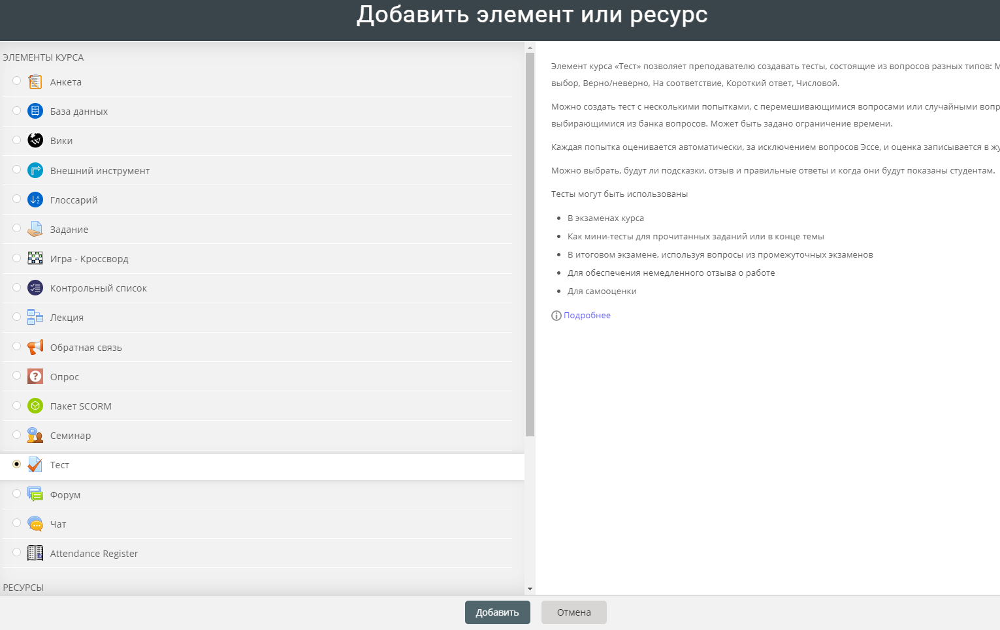 Добавить элемент или ресурс
ЭЛЕМЕНТЫ КУРСА
Анкета
База данных
Вики
Внешний инструмент
Глоссарий
Задание
Игра - Кроссворд
Контрольный список
Лекция
Обратная связь
Опрос
Пакет SCORM
Семинар
Тест
Форум
Чат
Attendance Register
РЕСУРСЫ
Элемент курса «Тест» позволяет преподавателю создавать тесты, состоящие из вопросов разных типов:
выбор, Верно/неверно, На соответствие, Короткий ответ, Числовой.
Можно создать тест с несколькими попытками, с перемешивающимися вопросами или случайными
выбирающимися из банка вопросов. Может быть задано ограничение времени.
Каждая попытка оценивается автоматически, за исключением вопросов Эссе, и оценка записывается в
Можно выбрать, будут ли подсказки, отзыв и правильные ответы и когда они будут показаны студентам.
Тесты могут быть использованы
В экзаменах курса
Как мини-тесты для прочитанных заданий или в конце темы
В итоговом экзамене, используя вопросы из промежуточных экзаменов
Для обеспечения немедленного отзыва о работе
Для самооценки
Подробнее
Добавить
Отмена